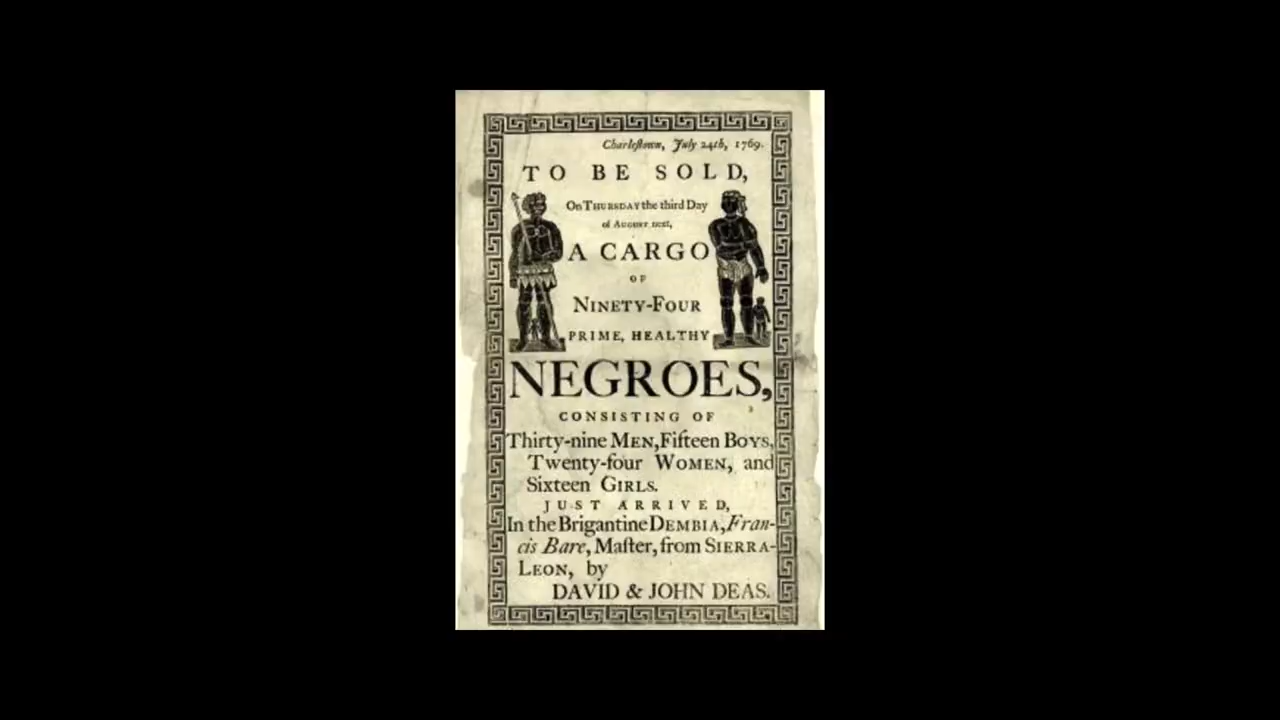 Charlestown, July 24th, 1769.
TO BE SOLD,
On THURSDAY the third Day
of AUGUST next,
A CARGO
OF
NINETY-FOUR
PRIME, HEALTHY
NEGROES,
CONSISTING OF
Thirty-nine MEN, Fifteen BOYS,
Twenty-four WOMEN, and
Sixteen GIRLS.
JUST ARRIVED,
In the Brigantine DEMBIA, Fran-
cis Bare, Maſter, from SIERRA-
LEON, by
DAVID & JOHN DEAS.